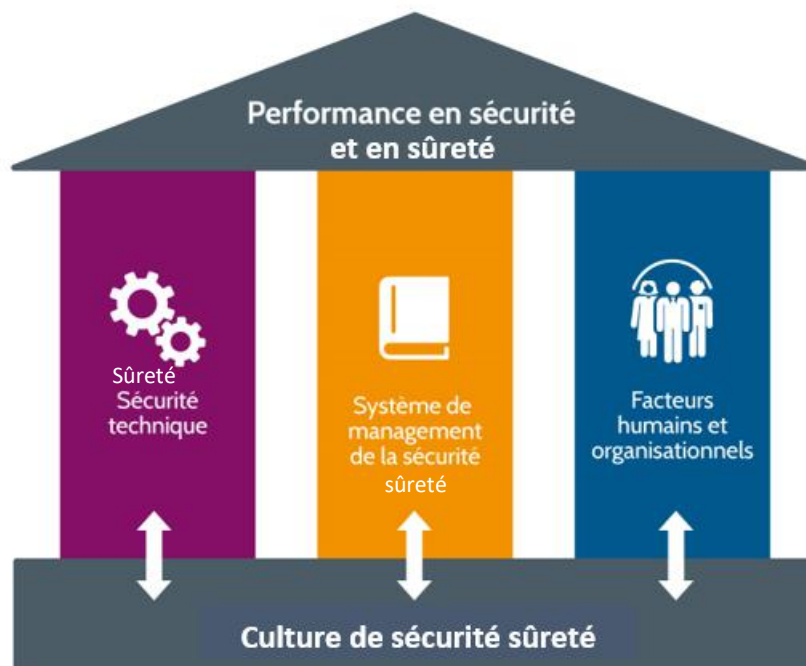 Performance en sécurité
et en sûreté
Sûreté
Sécurité
technique
Système de
management
de la sécurité
sûreté
Facteurs
humains et
organisationnels
Culture de sécurité sûreté